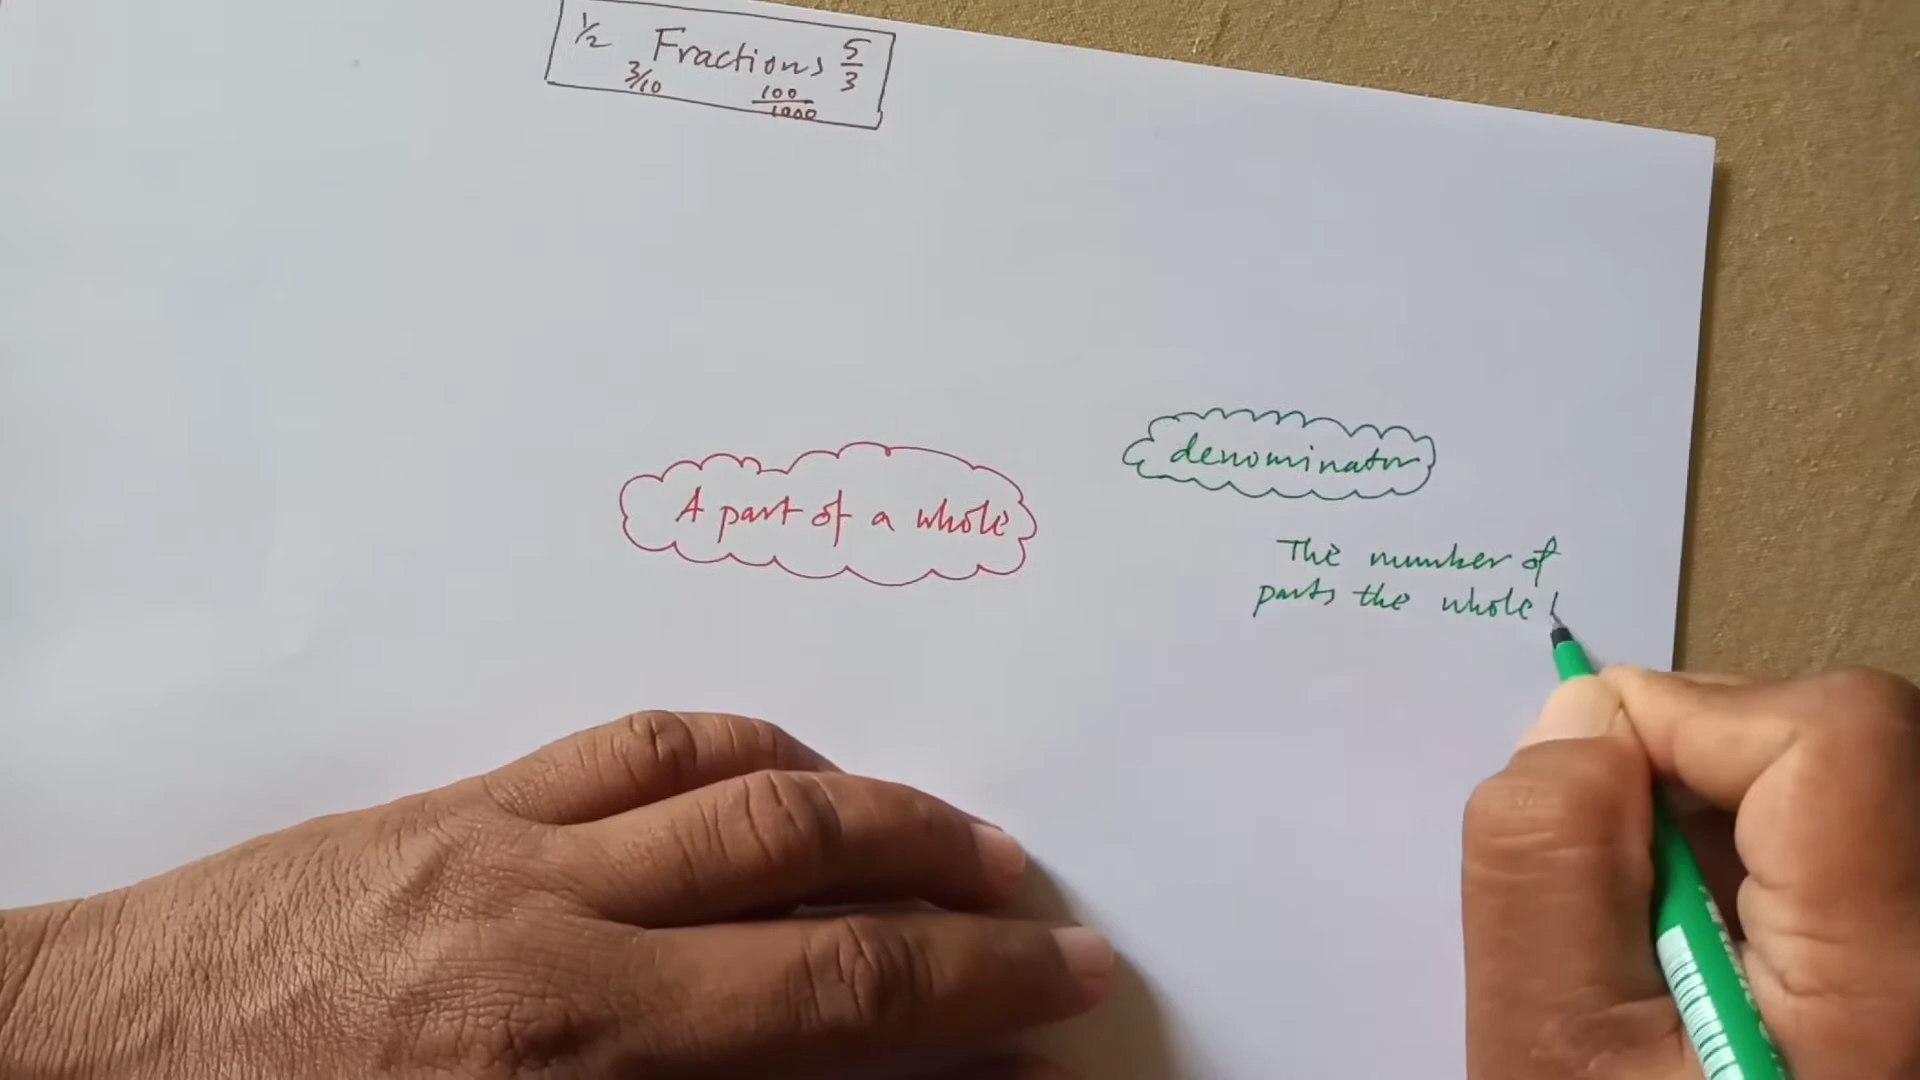 1/2 Fractions 5/3
3/10 100/1000
A part of a whole
denominator
The number of
parts the whole